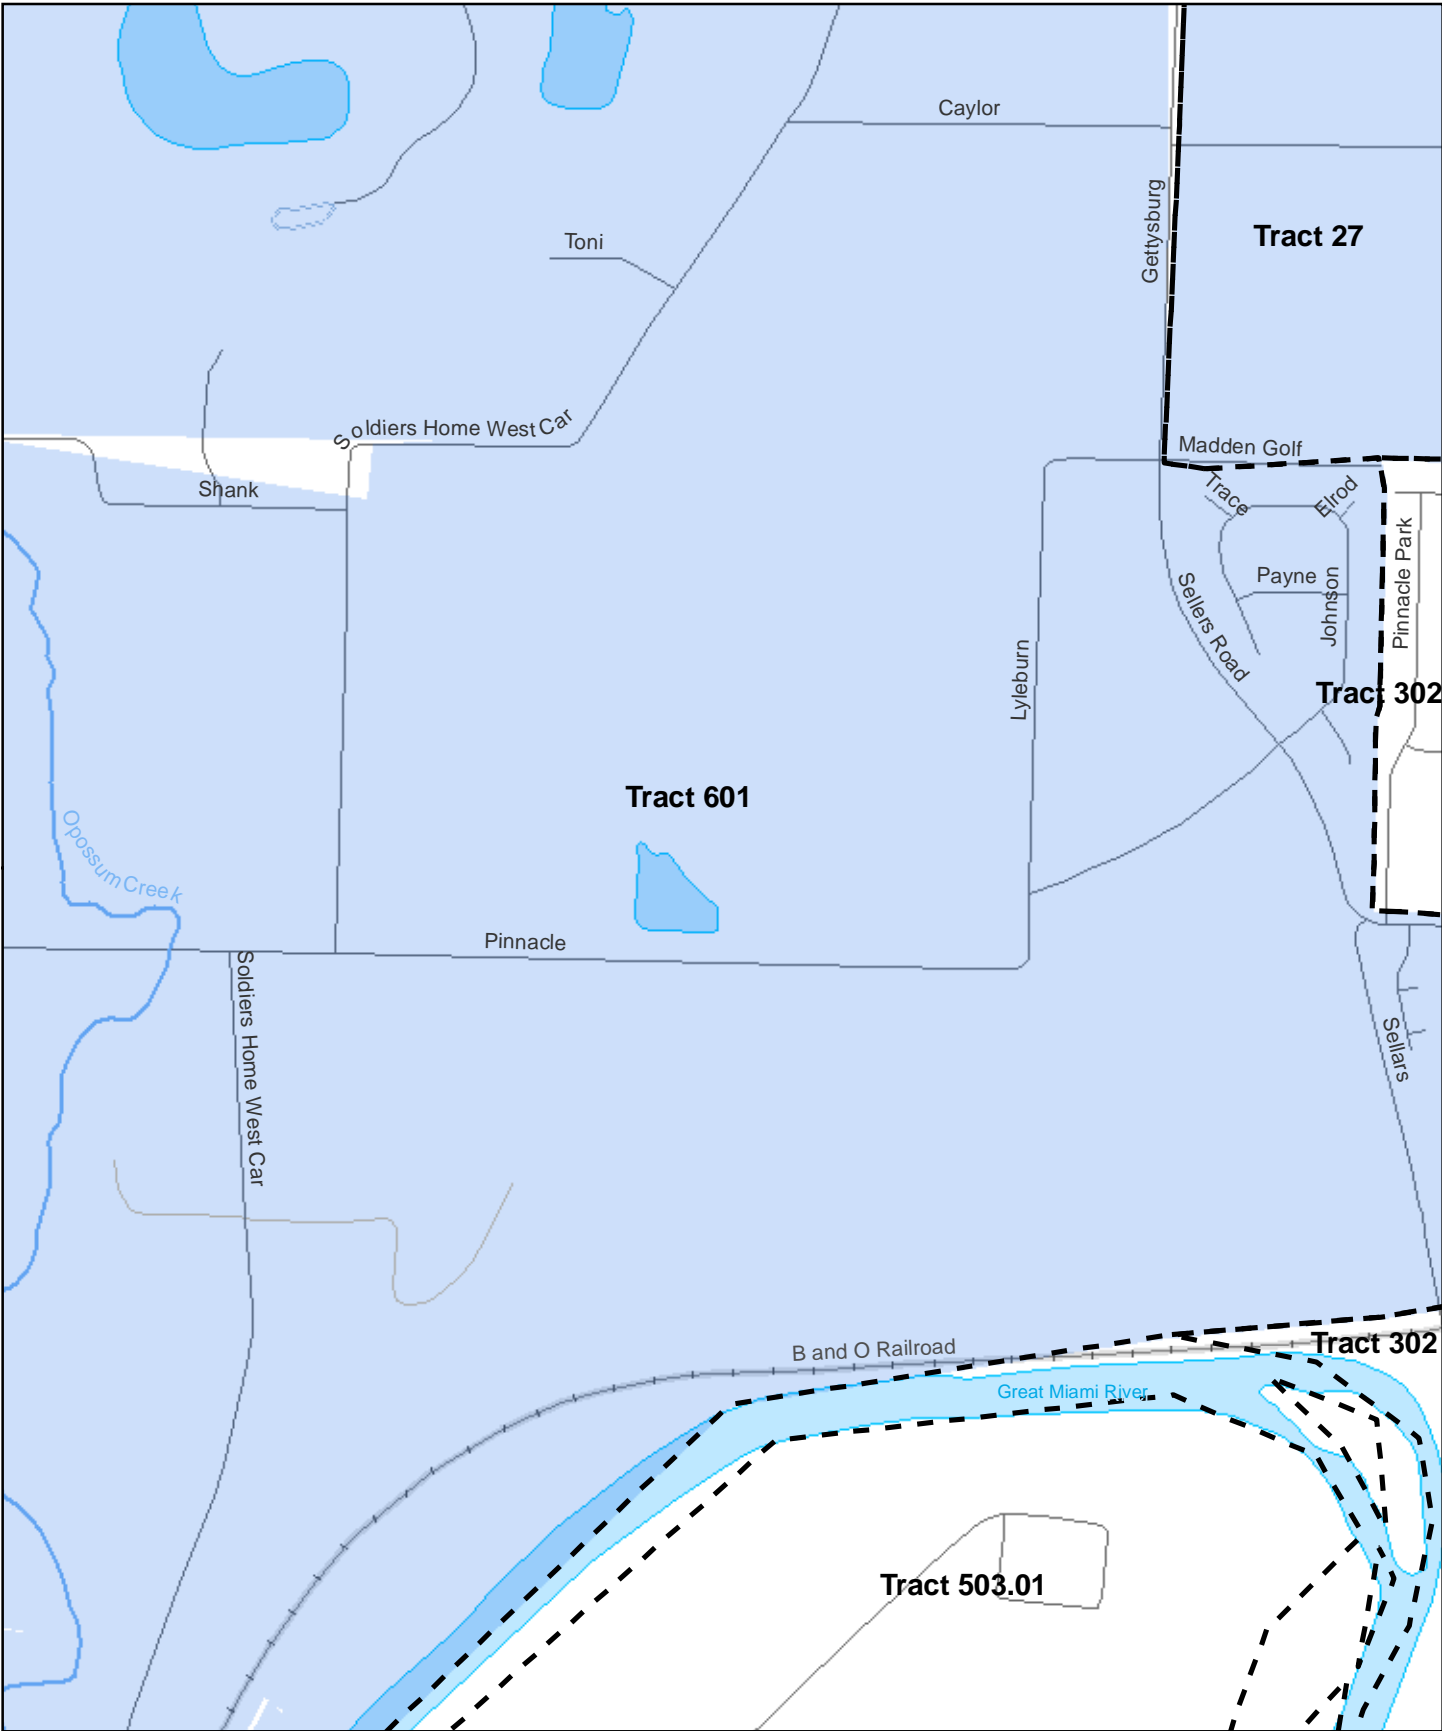 Caylor
Gettysburg
Tract 27
Toni
Soldiers Home West Car
Madden Golf
Shank
Trace
Elrod
Pinnacle Park
Payne
Johnson
Sellers Road
Lyleburn
Tract 302
Tract 601
Opossum Creek
Pinnacle
Soldiers Home West Car
Sellars
B and O Railroad
Tract 302
Great Miami River
Tract 503.01